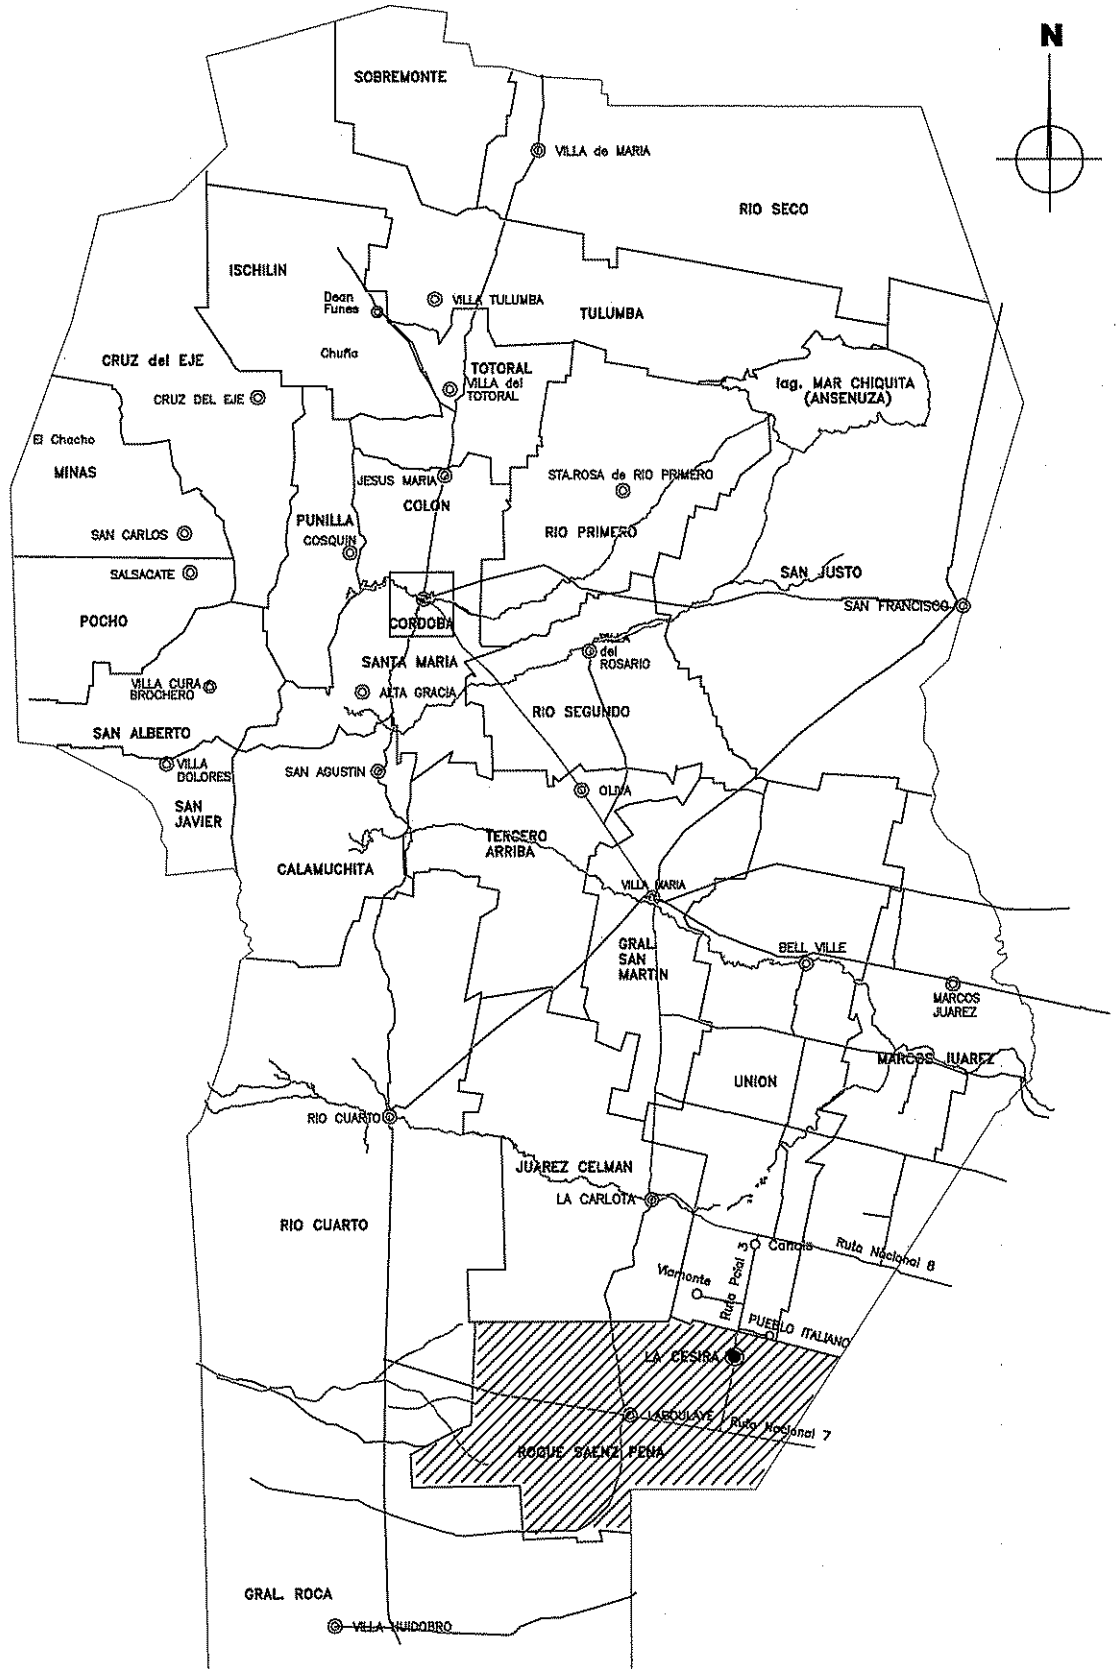 N
SOBREMONTE
VILLA de MARIA
RIO SECO
ISCHILIN
Dean
Funes
VILLA TULUMBA
TULUMBA
Chuña
CRUZ del EJE
TOTORAL
VILLA del
TOTORAL
lag. MAR CHIQUITA
(ANSENUZA)
CRUZ DEL EJE
El Chacho
MINAS
JESUS MARIA
COLON
STA.ROSA de RIO PRIMERO
PUNILLA
COSQUIN
RIO PRIMERO
SAN CARLOS
SALSACATE
SAN JUSTO
POCHO
CORDOBA
SAN FRANCISCO
SANTA MARIA
VILLA
del
ROSARIO
VILLA CURA
BROCHERO
ALTA GRACIA
RIO SEGUNDO
SAN ALBERTO
VILLA
DOLORES
SAN AGUSTIN
OLIVA
SAN
JAVIER
TERCERO
ARRIBA
CALAMUCHITA
VILLA MARIA
GRAL.
SAN
MARTIN
BELL VILLE
MARCOS
JUAREZ
MARCOS JUAREZ
UNION
RIO CUARTO
JUAREZ CELMAN
LA CARLOTA
RIO CUARTO
Canals
Ruta Nacional 8
Ruta Pcial 3
Viamonte
PUEBLO ITALIANO
LA CESIRA
LABOULAYE
Ruta Nacional 7
ROQUE SAENZ PENA
GRAL. ROCA
VILLA HUIDOBRO